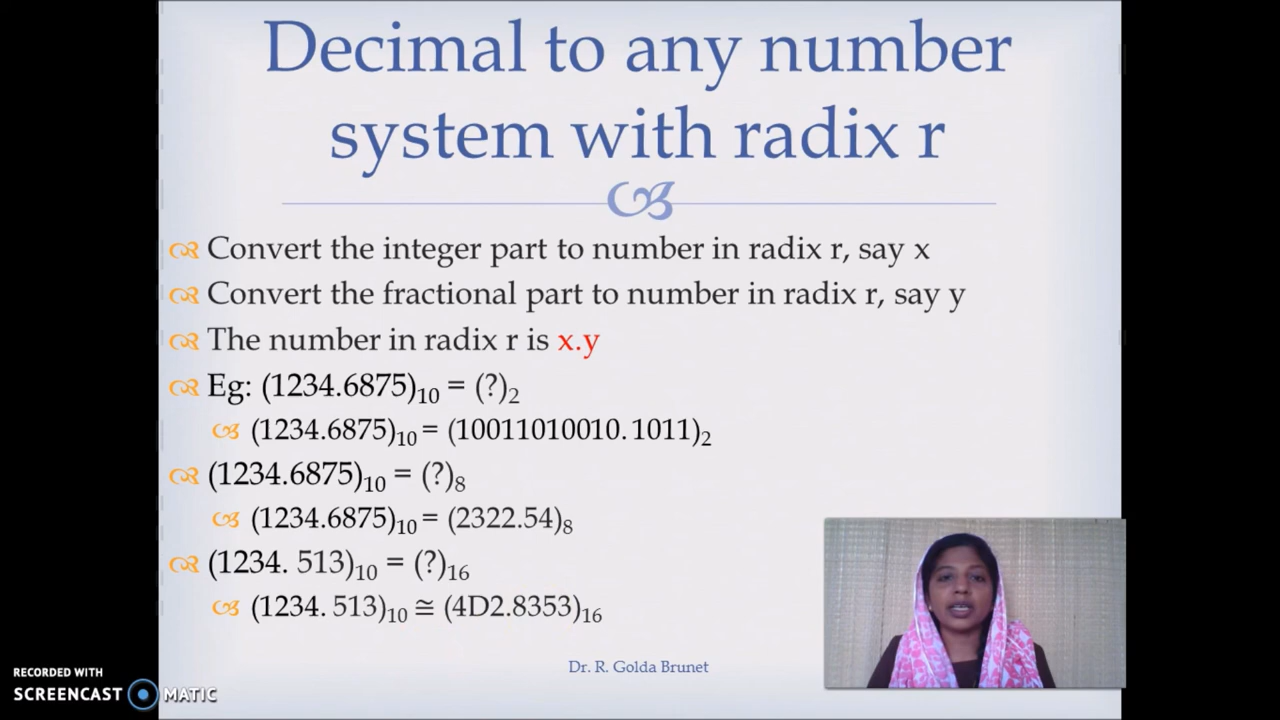 Decimal to any number
system with radix r
Convert the integer part to number in radix r, say x
Convert the fractional part to number in radix r, say y
The number in radix r is x.y
Eg: (1234.6875)₁₀ = (?)₂
(1234.6875)₁₀ = (10011010010.1011)₂
(1234.6875)₁₀ = (?)₈
(1234.6875)₁₀ = (2322.54)₈
(1234. 513)₁₀ = (?)₁₆
(1234. 513)₁₀ ≅ (4D2.8353)₁₆
Dr. R. Golda Brunet
RECORDED WITH
SCREENCAST MATIC